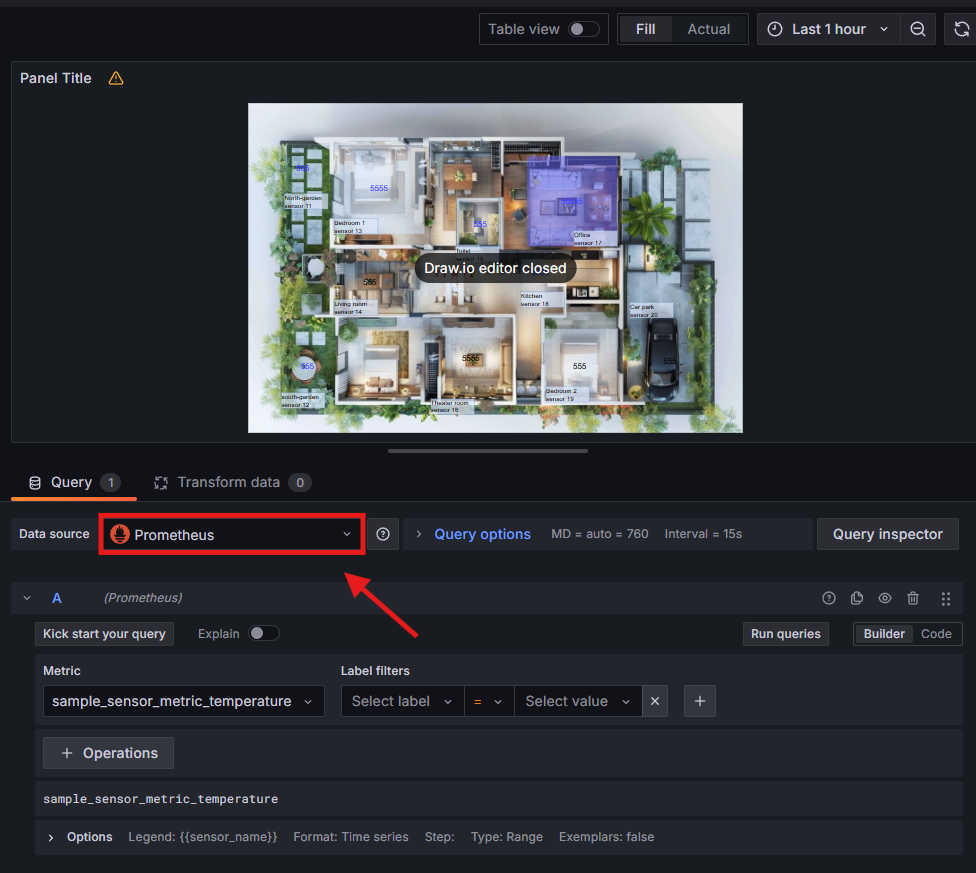 Table view
Fill
Actual
Last 1 hour
Panel Title
555
North-garden
sensor 11
5555
Bedroom 1
sensor 13
555
Toilet
55555
Office
sensor 17
Draw.io editor closed
555
Living room
sensor 14
Kitchen
sensor 18
Car park
sensor 20
555
south-garden
sensor 12
5555
Theater room
sensor 16
555
Bedroom 2
sensor 19
555
Query 1
Transform data 0
Data source
Prometheus
Query options
MD = auto = 760
Interval = 15s
Query inspector
A
(Prometheus)
Kick start your query
Explain
Run queries
Builder
Code
Metric
Label filters
sample_sensor_metric_temperature
Select label
=
Select value
+
+ Operations
sample_sensor_metric_temperature
Options
Legend: {{sensor_name}}
Format: Time series
Step:
Type: Range
Exemplars: false